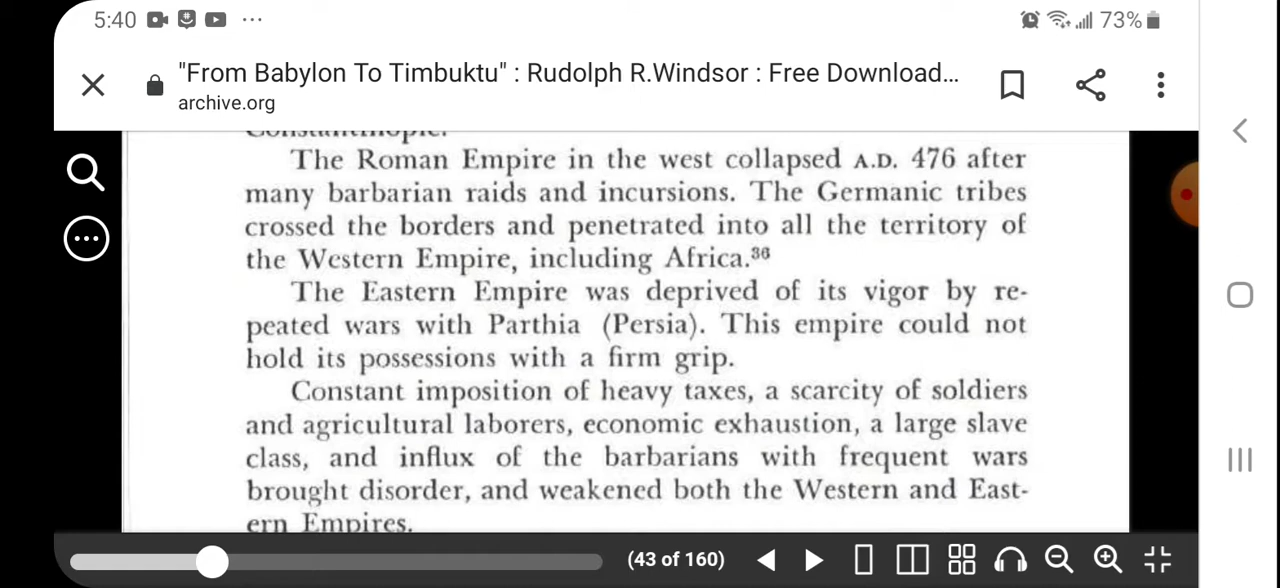 5:40
73%
"From Babylon To Timbuktu" : Rudolph R.Windsor : Free Download...
archive.org
Constantinople.
The Roman Empire in the west collapsed A.D. 476 after
many barbarian raids and incursions. The Germanic tribes
crossed the borders and penetrated into all the territory of
the Western Empire, including Africa.36
The Eastern Empire was deprived of its vigor by re-
peated wars with Parthia (Persia). This empire could not
hold its possessions with a firm grip.
Constant imposition of heavy taxes, a scarcity of soldiers
and agricultural laborers, economic exhaustion, a large slave
class, and influx of the barbarians with frequent wars
brought disorder, and weakened both the Western and East-
ern Empires.
(43 of 160)